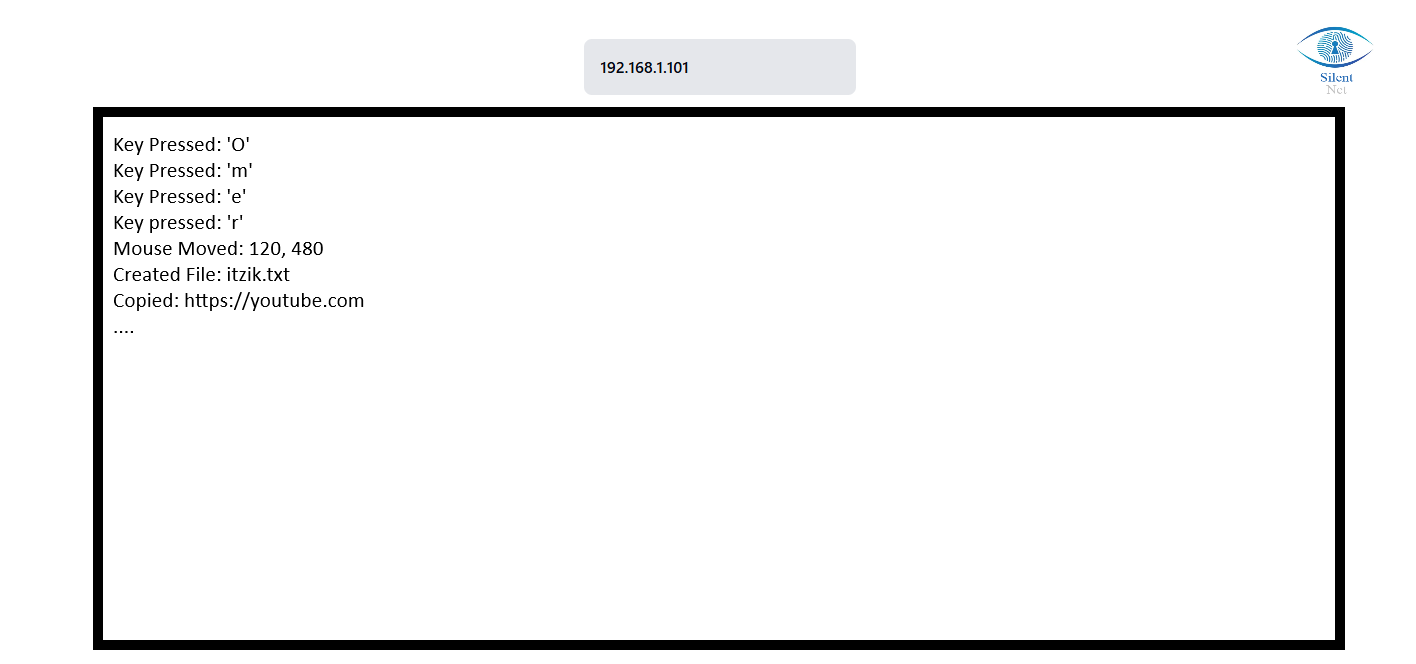 192.168.1.101
Silent
Net
Key Pressed: 'O'
Key Pressed: 'm'
Key Pressed: 'e'
Key pressed: 'r'
Mouse Moved: 120, 480
Created File: itzik.txt
Copied: https://youtube.com
....